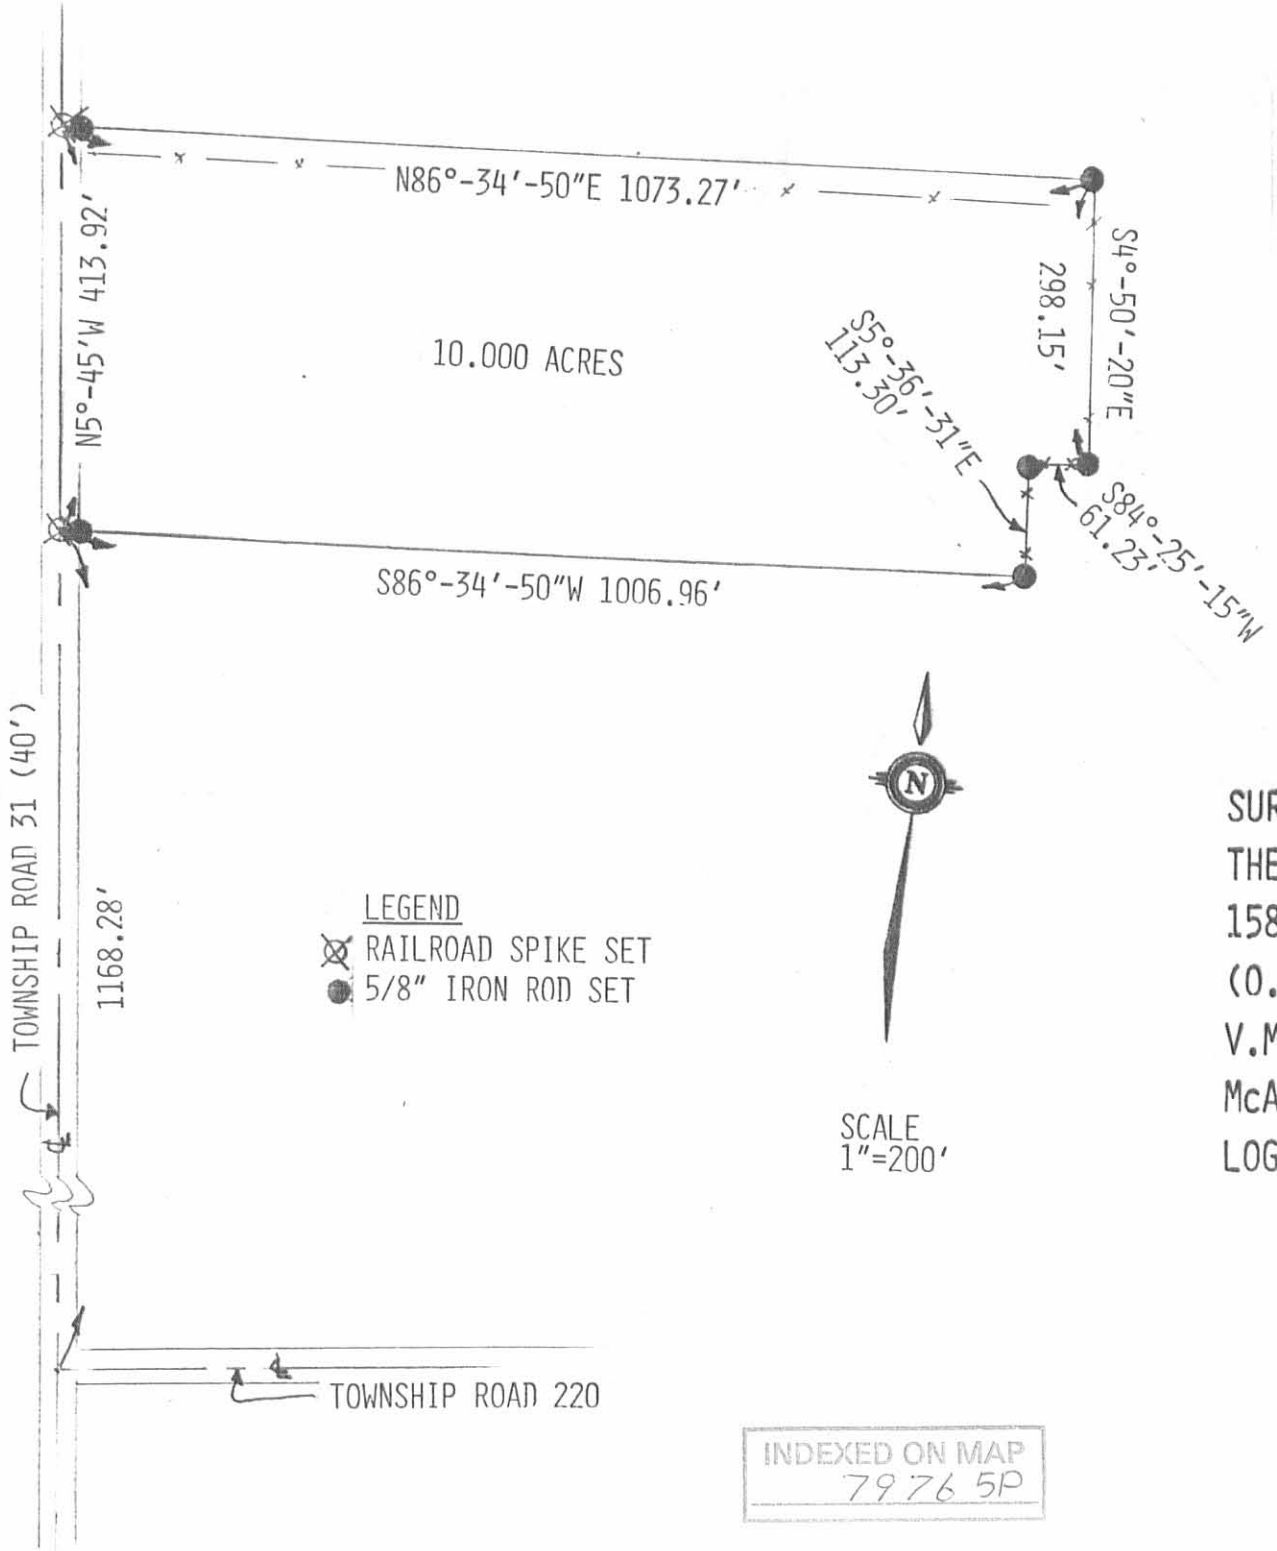 N86°-34'-50"E 1073.27'
N5°-45'W 413.92'
S4°-50'-20"E
298.15'
10.000 ACRES
S5°-36'-31"E
113.30'
S84°-25'-15"W
61.23'
S86°-34'-50"W 1006.96'
TOWNSHIP ROAD 31 (40')
1168.28'
N
LEGEND
RAILROAD SPIKE SET
5/8" IRON ROD SET
SCALE
1"=200'
SUR
THE
158
(O.
V.M
McA
LOG
TOWNSHIP ROAD 220
INDEXED ON MAP
7976 5P